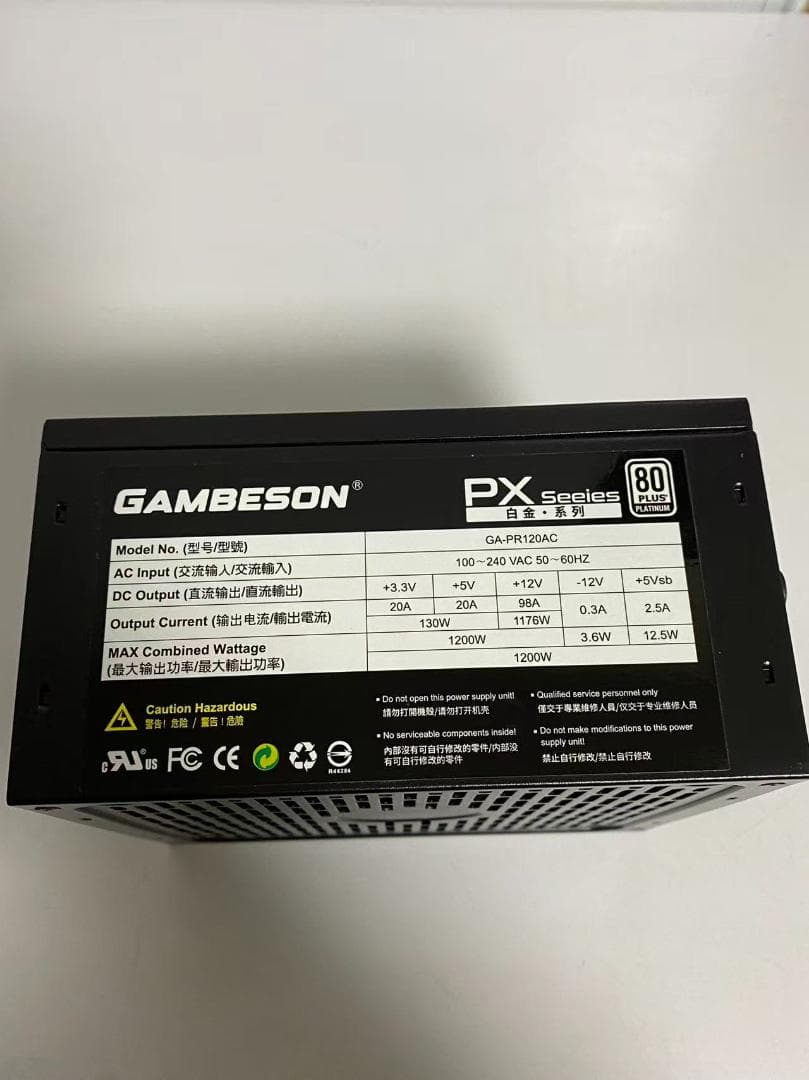 GAMBESON®
PX Seeies
白金·系列
80
PLUS®
PLATINUM
Model No. (型号/型號) GA-PR120AC
AC Input (交流输人/交流輸入) 100~240 VAC 50~60HZ
DC Output (直流输出/直流輸出) +3.3V +5V +12V -12V +5Vsb
Output Current (输出电流/輸出電流) 20A 20A 98A 0.3A 2.5A
130W 1176W
MAX Combined Wattage 1200W 3.6W 12.5W
(最大输出功率/最大輸出功率) 1200W
Caution Hazardous
警告! 危险 / 警告! 危險
▪ Do not open this power supply unit!
請勿打開機殼/请勿打开机壳
▪ No serviceable components inside!
内部沒有可自行修改的零件/内部没
有可自行修改的零件
▪ Qualified service personnel only
僅交于專業維修人員/仅交于专业维修人员
▪ Do not make modifications to this power
supply unit!
禁止自行修改/禁止自行修改
c RU® US FC CE